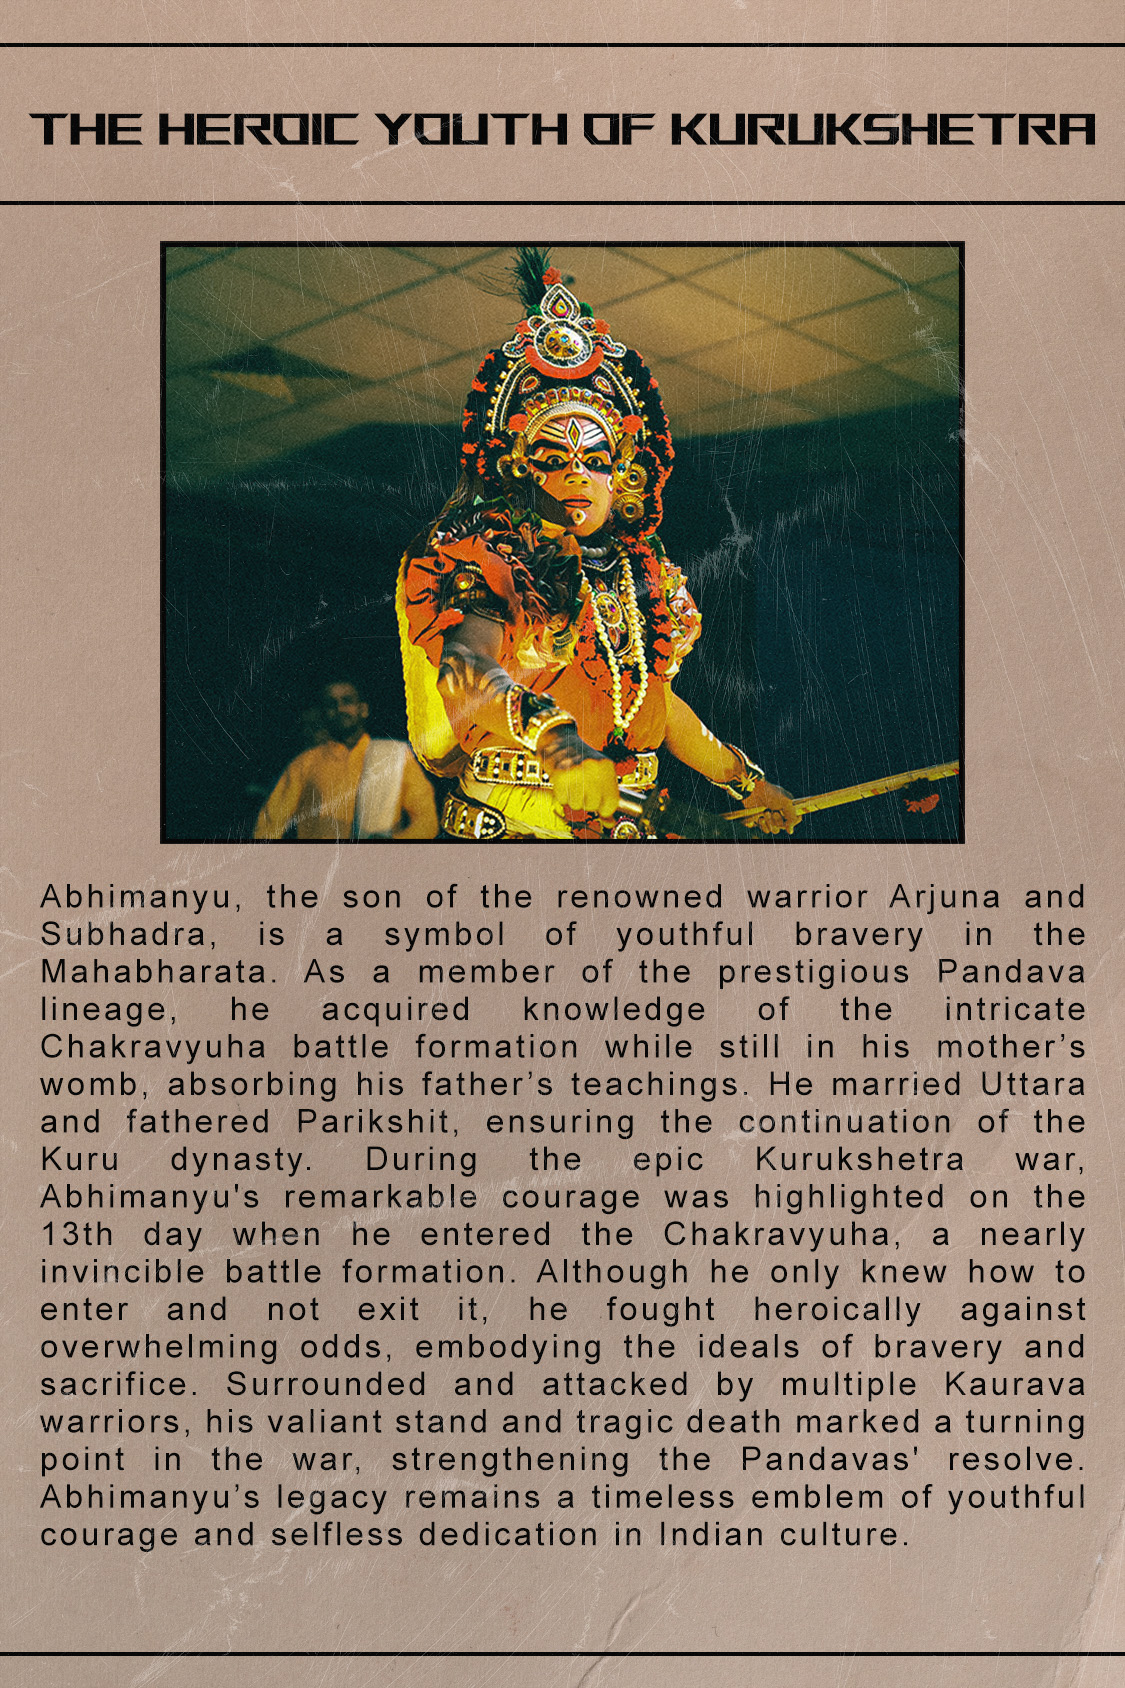 THE HEROIC YOUTH OF KURUKSHETRA
Abhimanyu, the son of the renowned warrior Arjuna and
Subhadra, is a symbol of youthful bravery in the
Mahabharata. As a member of the prestigious Pandava
lineage, he acquired knowledge of the intricate
Chakravyuha battle formation while still in his mother’s
womb, absorbing his father’s teachings. He married Uttara
and fathered Parikshit, ensuring the continuation of the
Kuru dynasty. During the epic Kurukshetra war,
Abhimanyu's remarkable courage was highlighted on the
13th day when he entered the Chakravyuha, a nearly
invincible battle formation. Although he only knew how to
enter and not exit it, he fought heroically against
overwhelming odds, embodying the ideals of bravery and
sacrifice. Surrounded and attacked by multiple Kaurava
warriors, his valiant stand and tragic death marked a turning
point in the war, strengthening the Pandavas' resolve.
Abhimanyu’s legacy remains a timeless emblem of youthful
courage and selfless dedication in Indian culture.